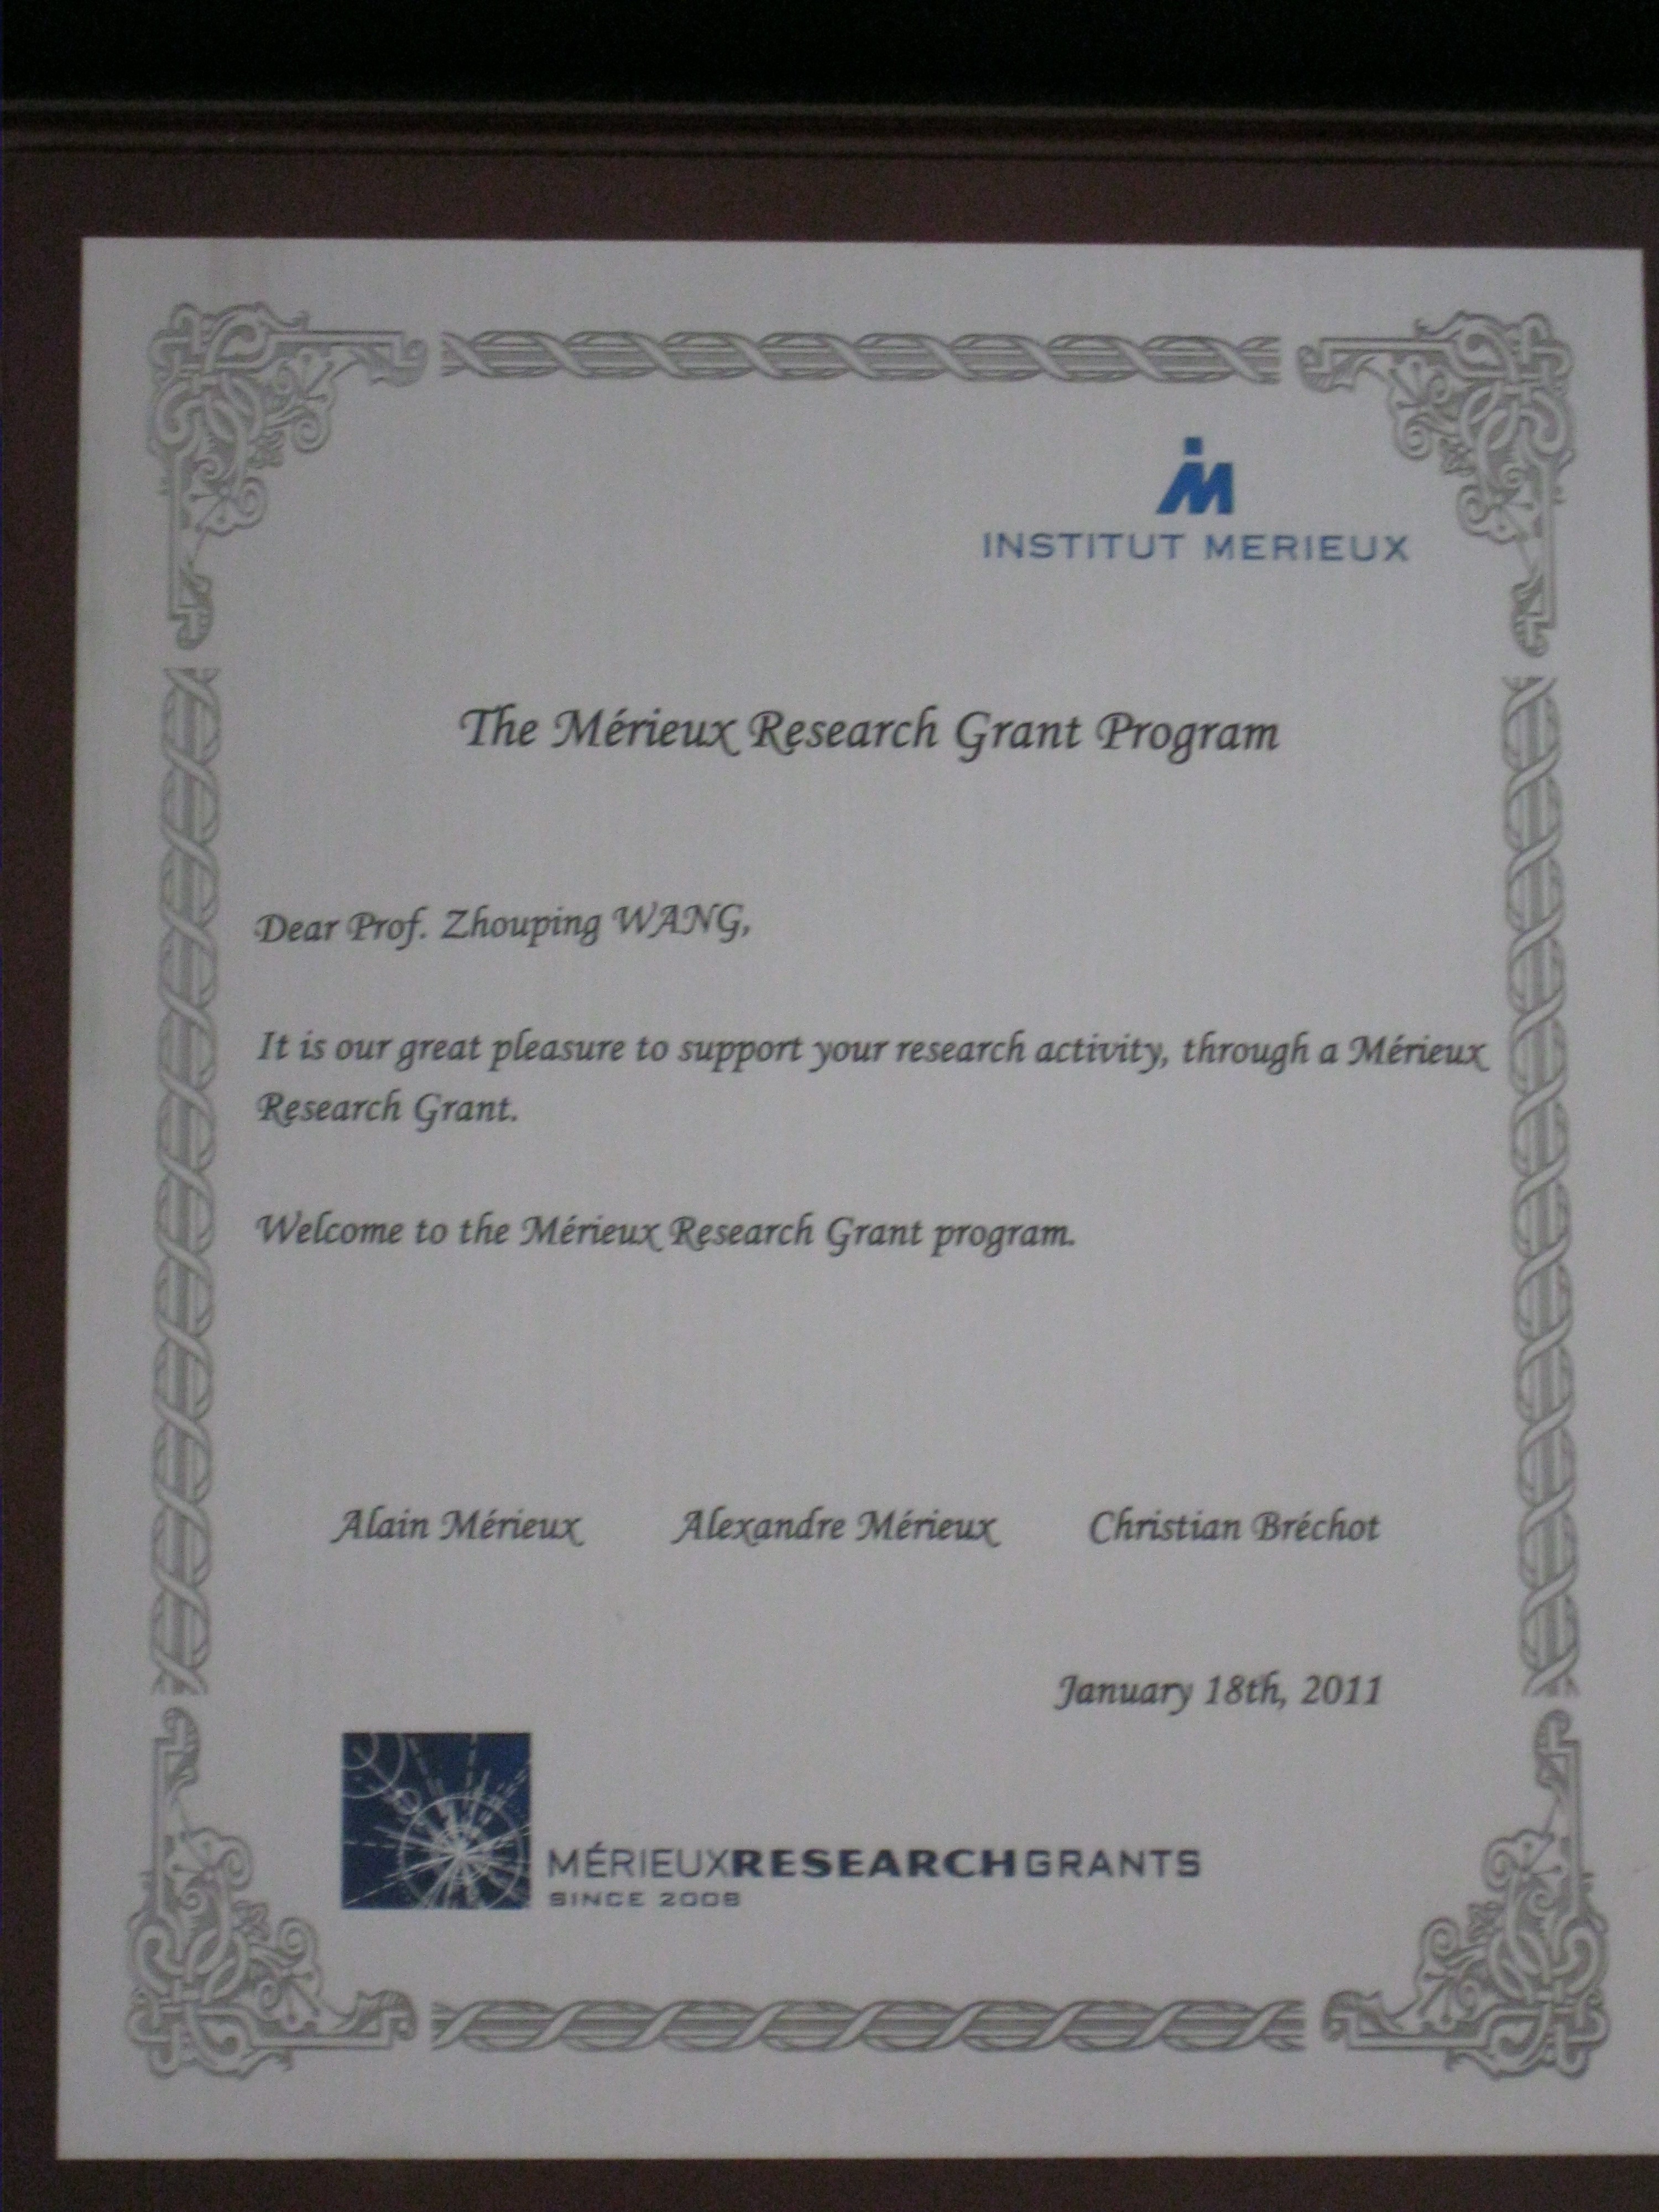 INSTITUT MERIEUX
The Mérieux Research Grant Program
Dear Prof. Zhouping WANG,
It is our great pleasure to support your research activity, through a Mérieux
Research Grant.
Welcome to the Mérieux Research Grant program.
Alain Mérieux Alexandre Mérieux Christian Bréchot
January 18th, 2011
MÉRIEUXRESEARCHGRANTS
SINCE 2008